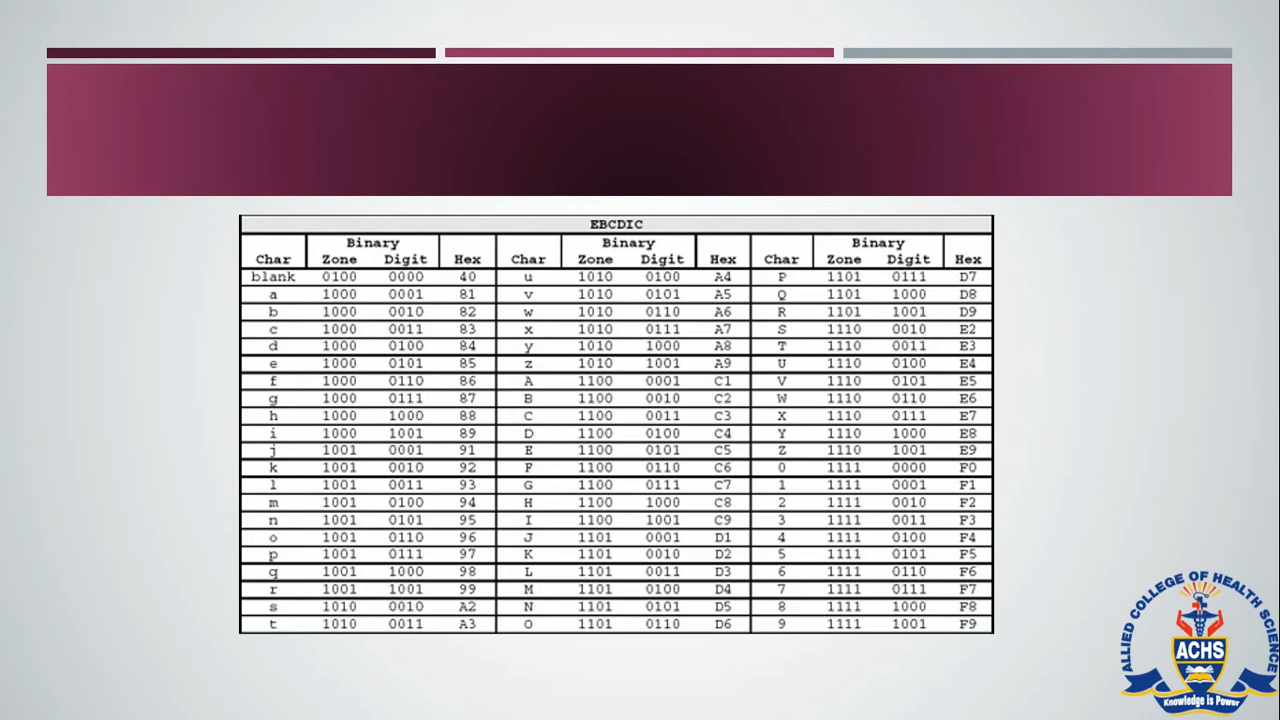 EBCDIC
Binary Binary Binary
Char Zone Digit Hex Char Zone Digit Hex Char Zone Digit Hex
blank 0100 0000 40 u 1010 0100 A4 P 1101 0111 D7
a 1000 0001 81 v 1010 0101 A5 Q 1101 1000 D8
b 1000 0010 82 w 1010 0110 A6 R 1101 1001 D9
c 1000 0011 83 x 1010 0111 A7 S 1110 0010 E2
d 1000 0100 84 y 1010 1000 A8 T 1110 0011 E3
e 1000 0101 85 z 1010 1001 A9 U 1110 0100 E4
f 1000 0110 86 A 1100 0001 C1 V 1110 0101 E5
g 1000 0111 87 B 1100 0010 C2 W 1110 0110 E6
h 1000 1000 88 C 1100 0011 C3 X 1110 0111 E7
i 1000 1001 89 D 1100 0100 C4 Y 1110 1000 E8
j 1001 0001 91 E 1100 0101 C5 Z 1110 1001 E9
k 1001 0010 92 F 1100 0110 C6 0 1111 0000 F0
l 1001 0011 93 G 1100 0111 C7 1 1111 0001 F1
m 1001 0100 94 H 1100 1000 C8 2 1111 0010 F2
n 1001 0101 95 I 1100 1001 C9 3 1111 0011 F3
o 1001 0110 96 J 1101 0001 D1 4 1111 0100 F4
p 1001 0111 97 K 1101 0010 D2 5 1111 0101 F5
q 1001 1000 98 L 1101 0011 D3 6 1111 0110 F6
r 1001 1001 99 M 1101 0100 D4 7 1111 0111 F7
s 1010 0010 A2 N 1101 0101 D5 8 1111 1000 F8
t 1010 0011 A3 O 1101 0110 D6 9 1111 1001 F9
ALLIED COLLEGE OF HEALTH SCIENCE
ACHS
Knowledge is Power